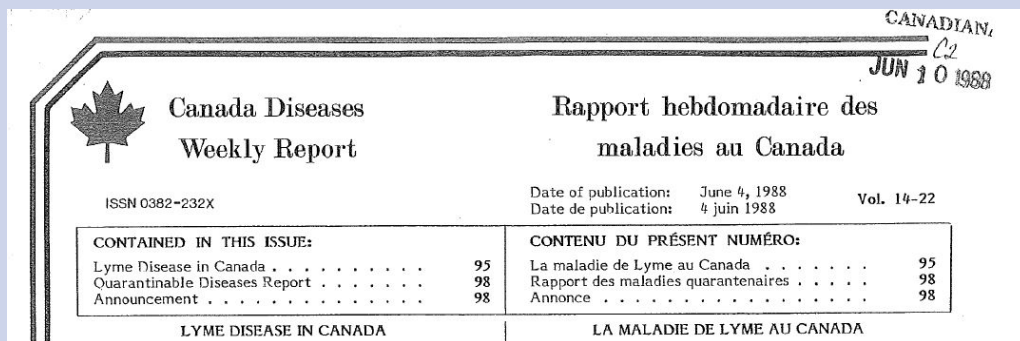 CANADIAN
C2
JUN 10 1988
Canada Diseases
Weekly Report
Rapport hebdomadaire des
maladies au Canada
ISSN 0382-232X
Date of publication: June 4, 1988
Date de publication: 4 juin 1988
Vol. 14-22
CONTAINED IN THIS ISSUE:
Lyme Disease in Canada . . . . . . . . . . 95
Quarantinable Diseases Report . . . . . . . 98
Announcement . . . . . . . . . . . . . . 98
CONTENU DU PRÉSENT NUMÉRO:
La maladie de Lyme au Canada . . . . . . . 95
Rapport des maladies quarantenaires . . . . . 98
Annonce . . . . . . . . . . . . . . . . . 98
LYME DISEASE IN CANADA
LA MALADIE DE LYME AU CANADA